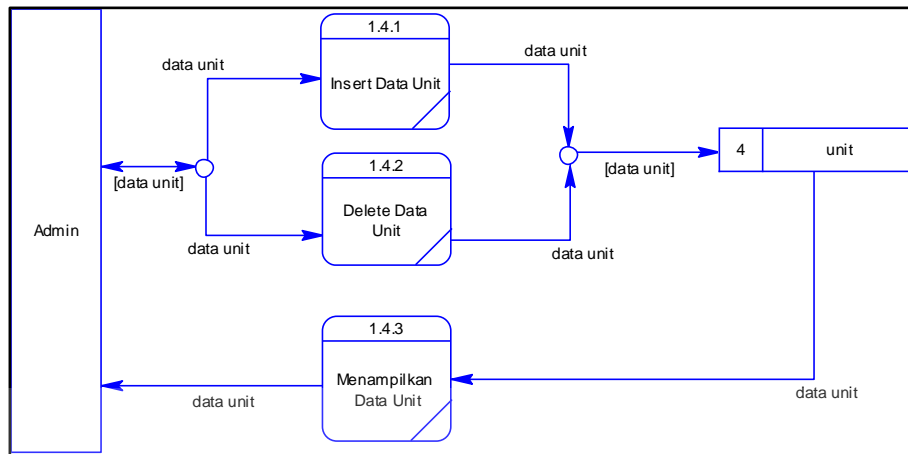 1.4.1
Insert Data Unit
data unit
data unit
[data unit]
Admin
1.4.2
Delete Data
Unit
data unit
data unit
[data unit]
4
unit
1.4.3
Menampilkan
Data Unit
data unit
data unit